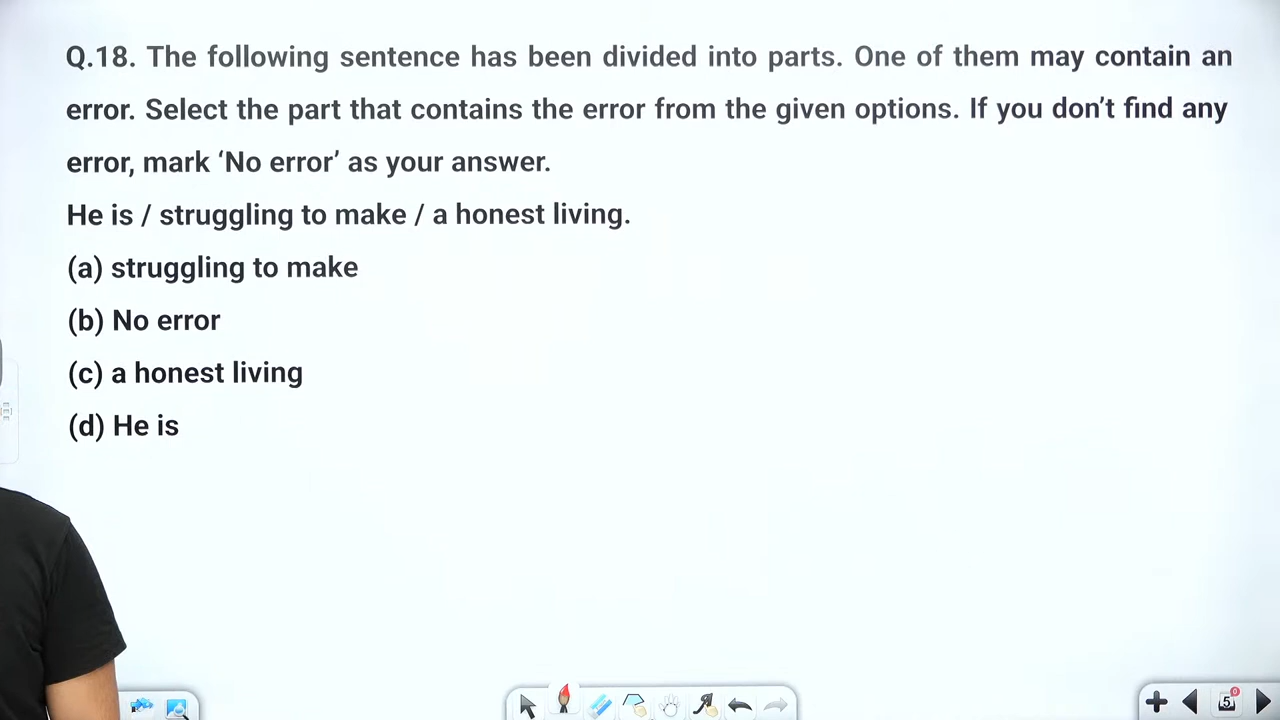 Q.18. The following sentence has been divided into parts. One of them may contain an
error. Select the part that contains the error from the given options. If you don’t find any
error, mark ‘No error’ as your answer.
He is / struggling to make / a honest living.
(a) struggling to make
(b) No error
(c) a honest living
(d) He is
5
0